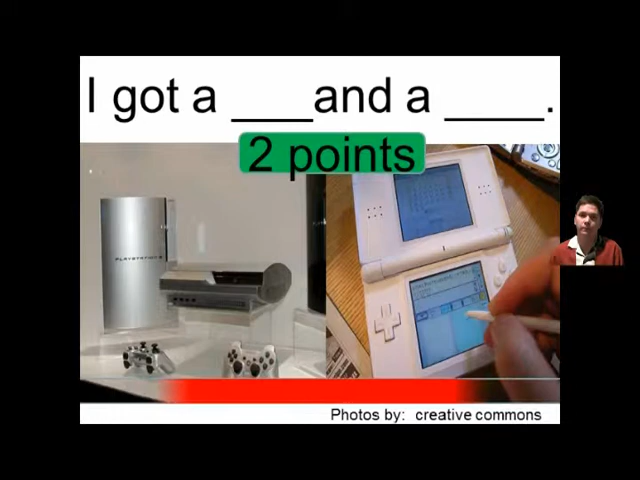 I got a ___and a ____.
2 points
PLAYSTATION 3
Photos by: creative commons